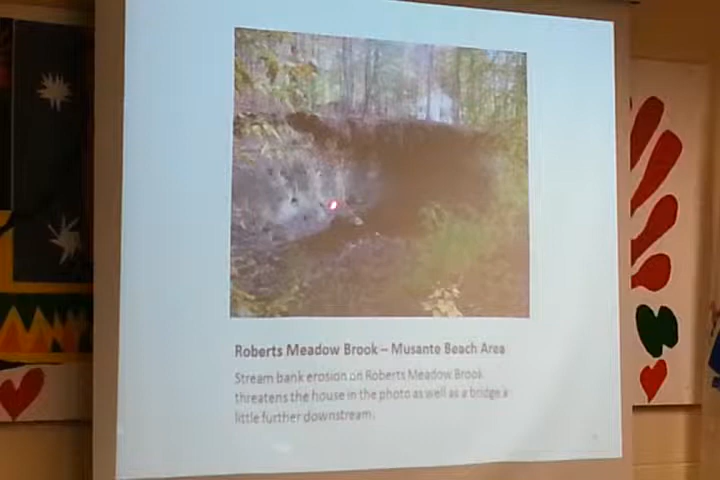 Roberts Meadow Brook – Musante Beach Area
Stream bank erosion on Roberts Meadow Brook
threatens the house in the photo as well as a bridge a
little further downstream.